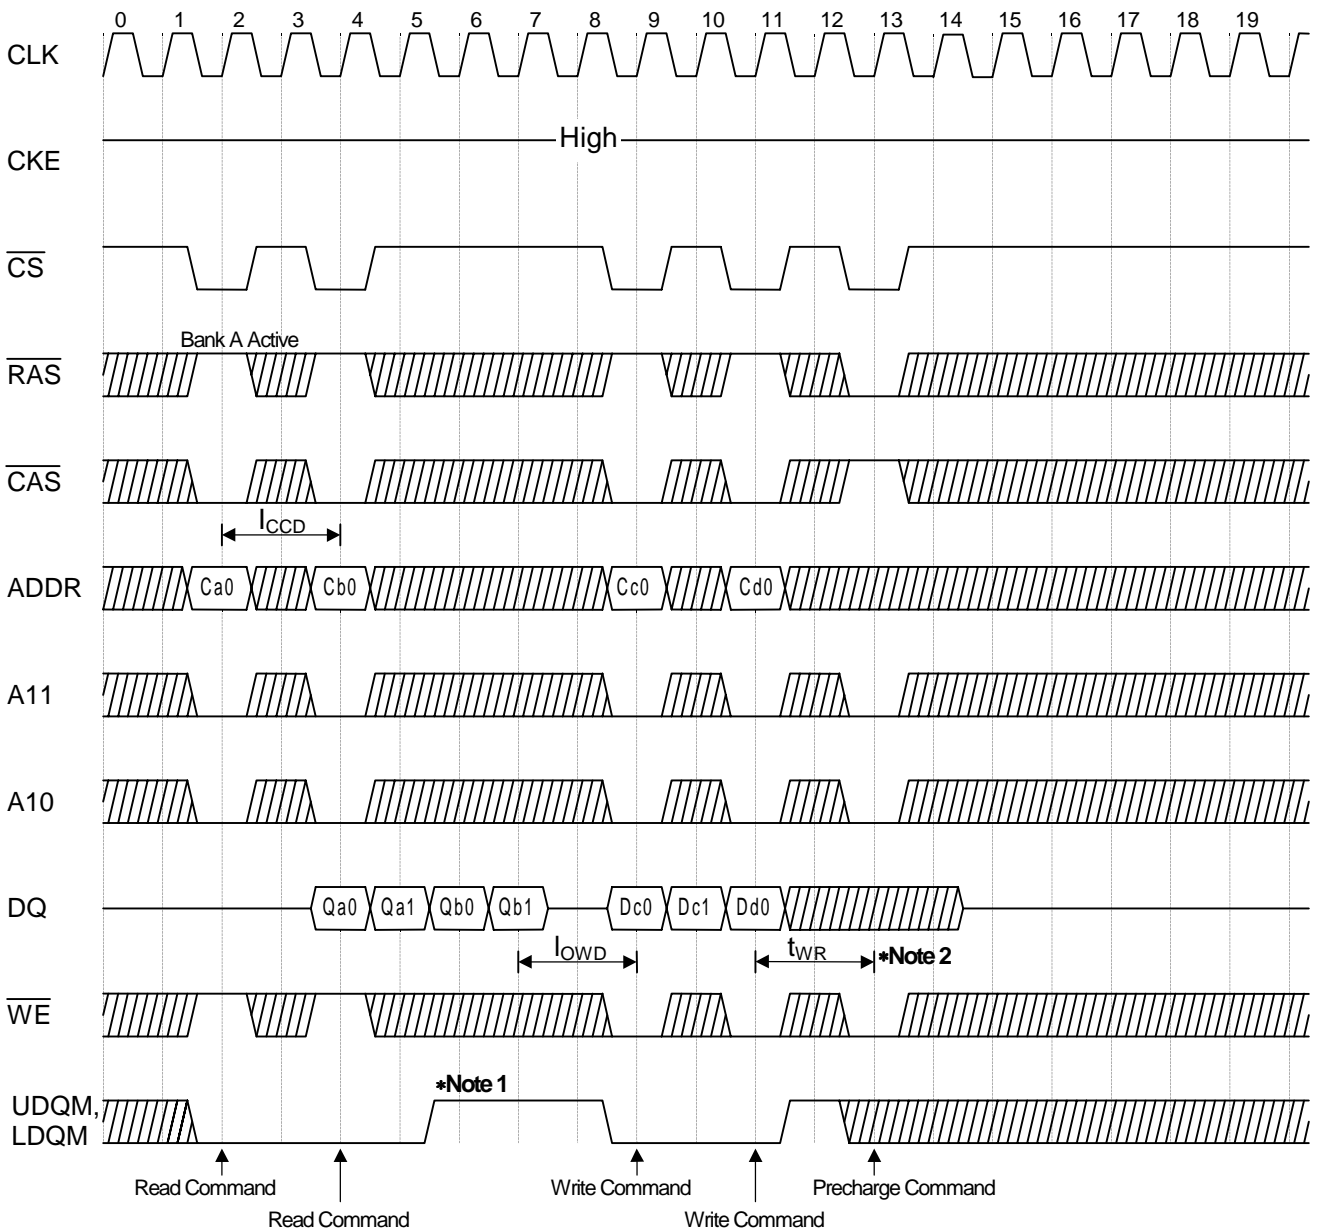 0 1 2 3 4 5 6 7 8 9 10 11 12 13 14 15 16 17 18 19
CLK
High
CKE
CS
Bank A Active
RAS
CAS
lCCD
ADDR Ca0 Cb0 Cc0 Cd0
A11
A10
DQ Qa0 Qa1 Qb0 Qb1 Dc0 Dc1 Dd0
lOWD tWR *Note 2
WE
*Note 1
UDQM,
LDQM
Read Command Write Command Precharge Command
Read Command Write Command